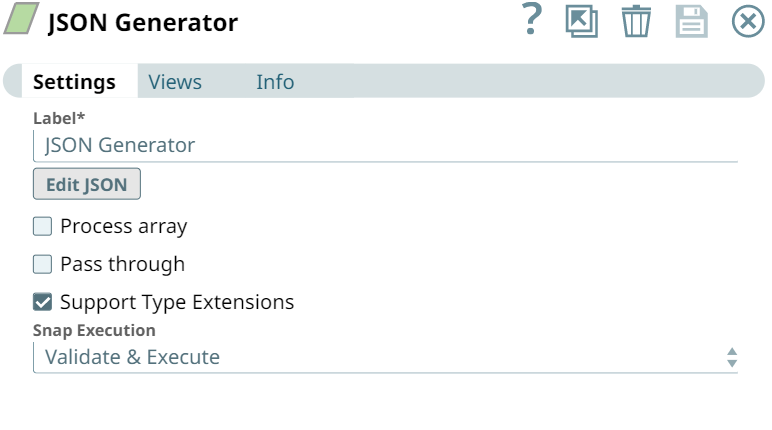 JSON Generator
?
Settings Views Info
Label*
JSON Generator
Edit JSON
Process array
Pass through
Support Type Extensions
Snap Execution
Validate & Execute